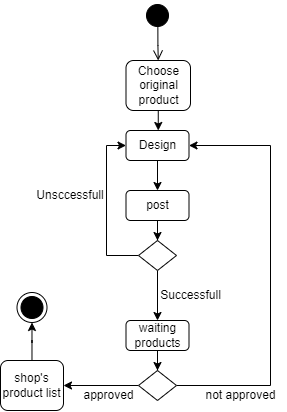 Choose
original
product
Design
Unsccessfull
post
Successfull
waiting
products
shop's
product list
approved
not approved